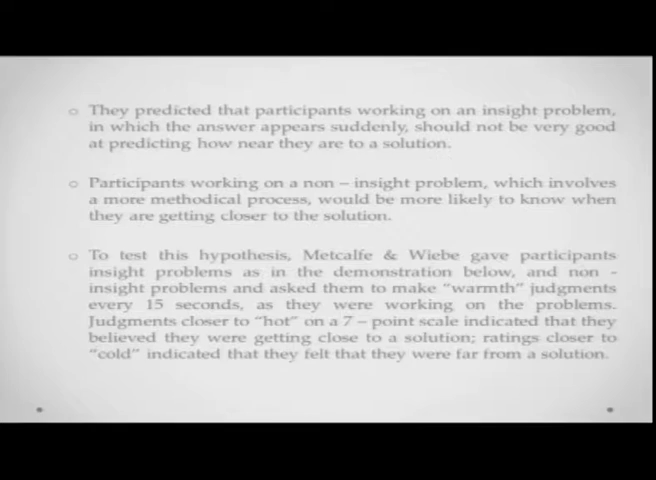 They predicted that participants working on an insight problem,
in which the answer appears suddenly, should not be very good
at predicting how near they are to a solution.
Participants working on a non – insight problem, which involves
a more methodical process, would be more likely to know when
they are getting closer to the solution.
To test this hypothesis, Metcalfe & Wiebe gave participants
insight problems as in the demonstration below, and non -
insight problems and asked them to make “warmth” judgments
every 15 seconds, as they were working on the problems.
Judgments closer to “hot” on a 7 – point scale indicated that they
believed they were getting close to a solution; ratings closer to
“cold” indicated that they felt that they were far from a solution.